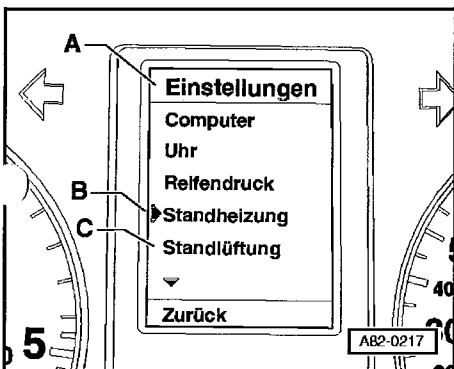 A
Einstellungen
Computer
Uhr
Reifendruck
B
Standheizung
C
Standlüftung
Zurück
5
40
A82-0217